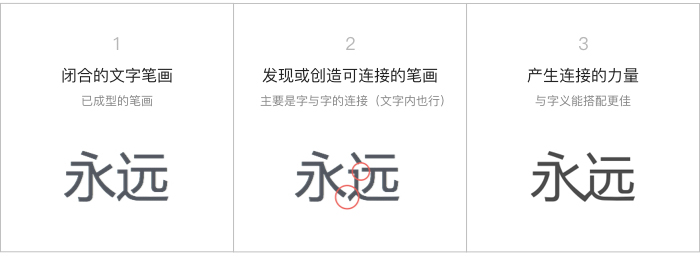 1
闭合的文字笔画
已成型的笔画
永远
2
发现或创造可连接的笔画
主要是字与字的连接（文字内也行）
永远
3
产生连接的力量
与字义能搭配更佳
永远